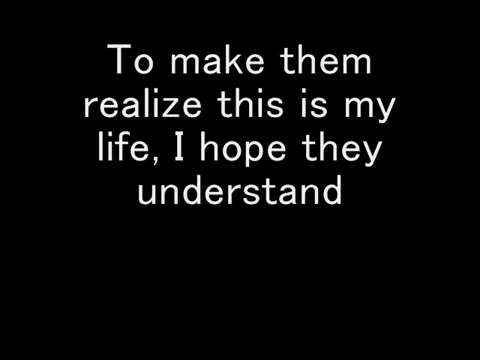 To make them
realize this is my
life, I hope they
understand